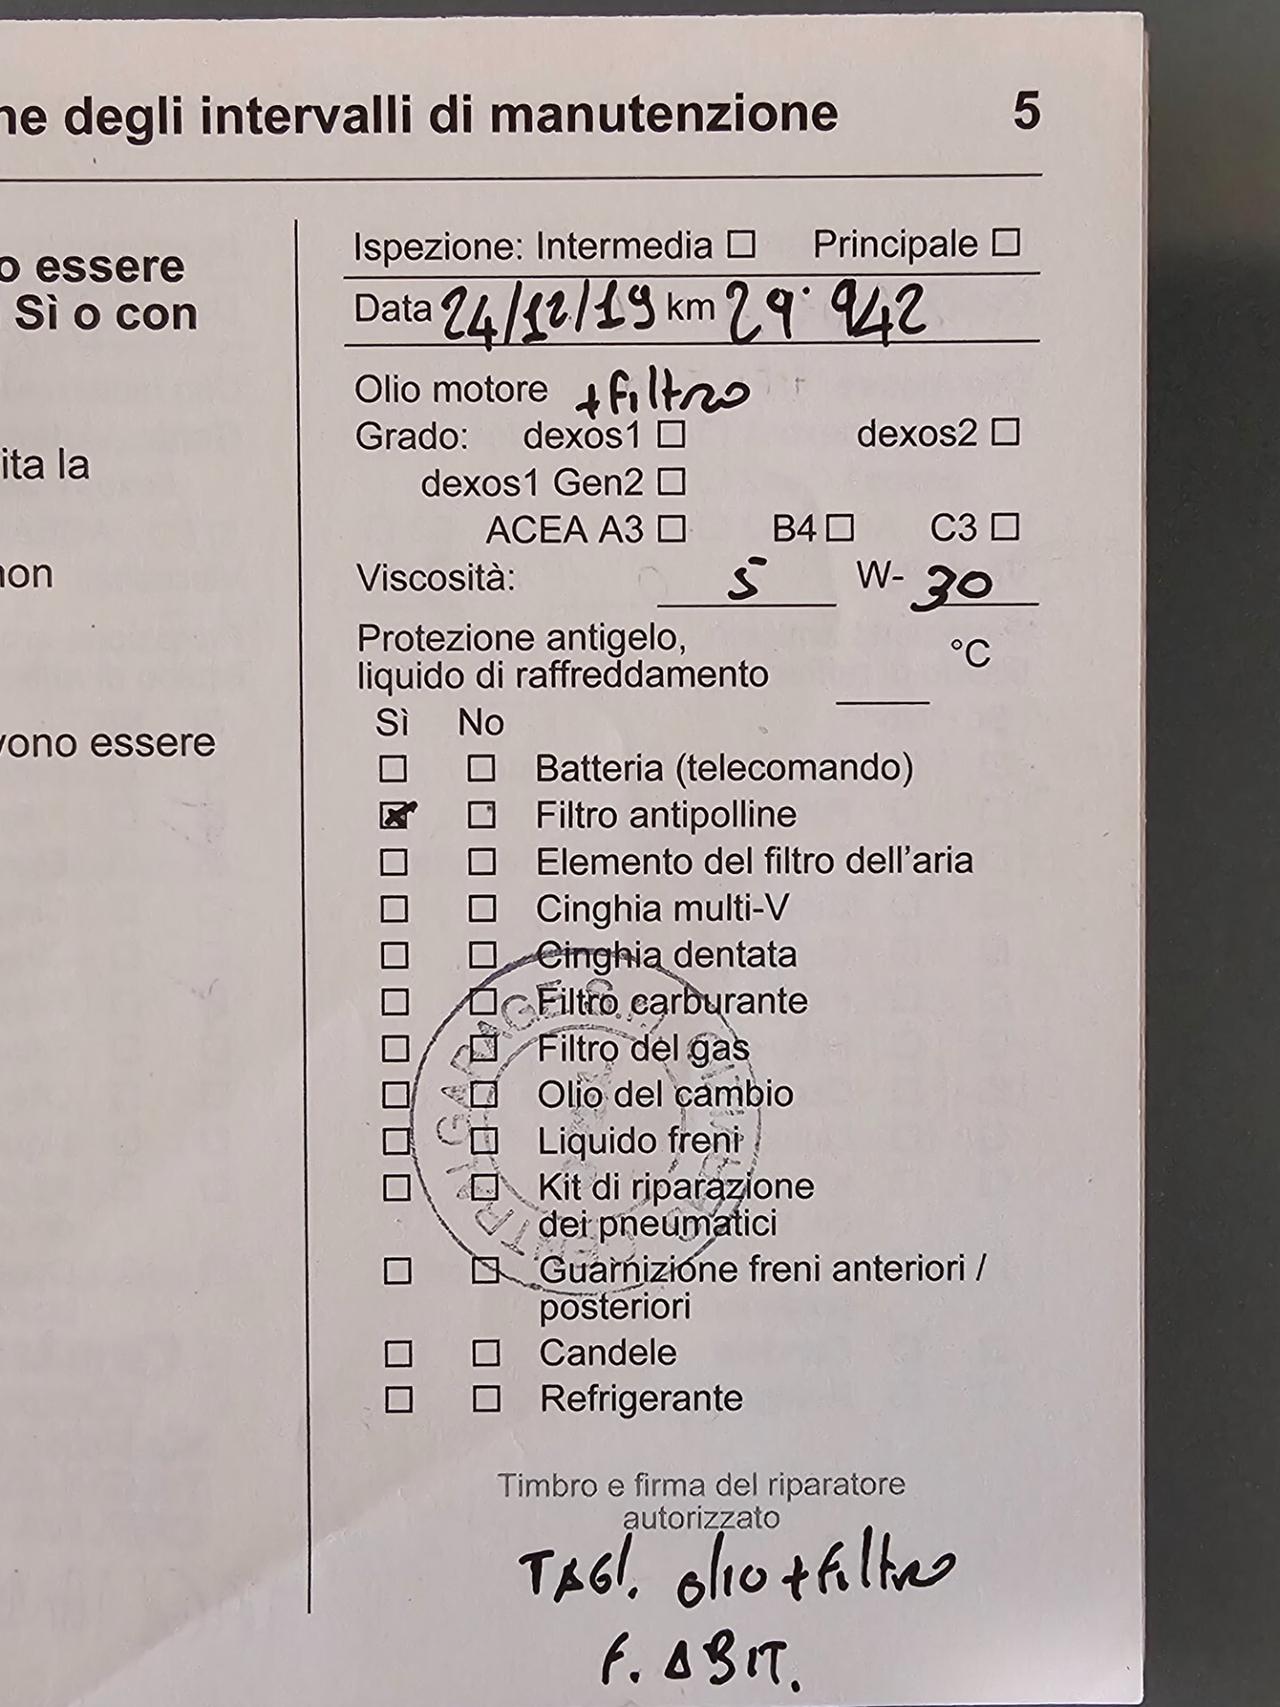 ne degli intervalli di manutenzione 5
o essere
Sì o con
ita la
non
vono essere
Ispezione: Intermedia ☐ Principale ☐
Data 24/12/19 km 29.942
Olio motore + filtro
Grado: dexos1 ☐ dexos2 ☐
dexos1 Gen2 ☐
ACEA A3 ☐ B4 ☐ C3 ☐
Viscosità: 5 W- 30
Protezione antigelo, °C
liquido di raffreddamento
Sì No
☐ ☐ Batteria (telecomando)
☒ ☐ Filtro antipolline
☐ ☐ Elemento del filtro dell'aria
☐ ☐ Cinghia multi-V
☐ ☐ Cinghia dentata
☐ ☐ Filtro carburante
☐ ☐ Filtro del gas
☐ ☐ Olio del cambio
☐ ☐ Liquido freni
☐ ☐ Kit di riparazione
dei pneumatici
☐ ☐ Guarnizione freni anteriori /
posteriori
☐ ☐ Candele
☐ ☐ Refrigerante
GARAGE
Timbro e firma del riparatore
autorizzato
TAGL. olio + filtro
F. ABIT.